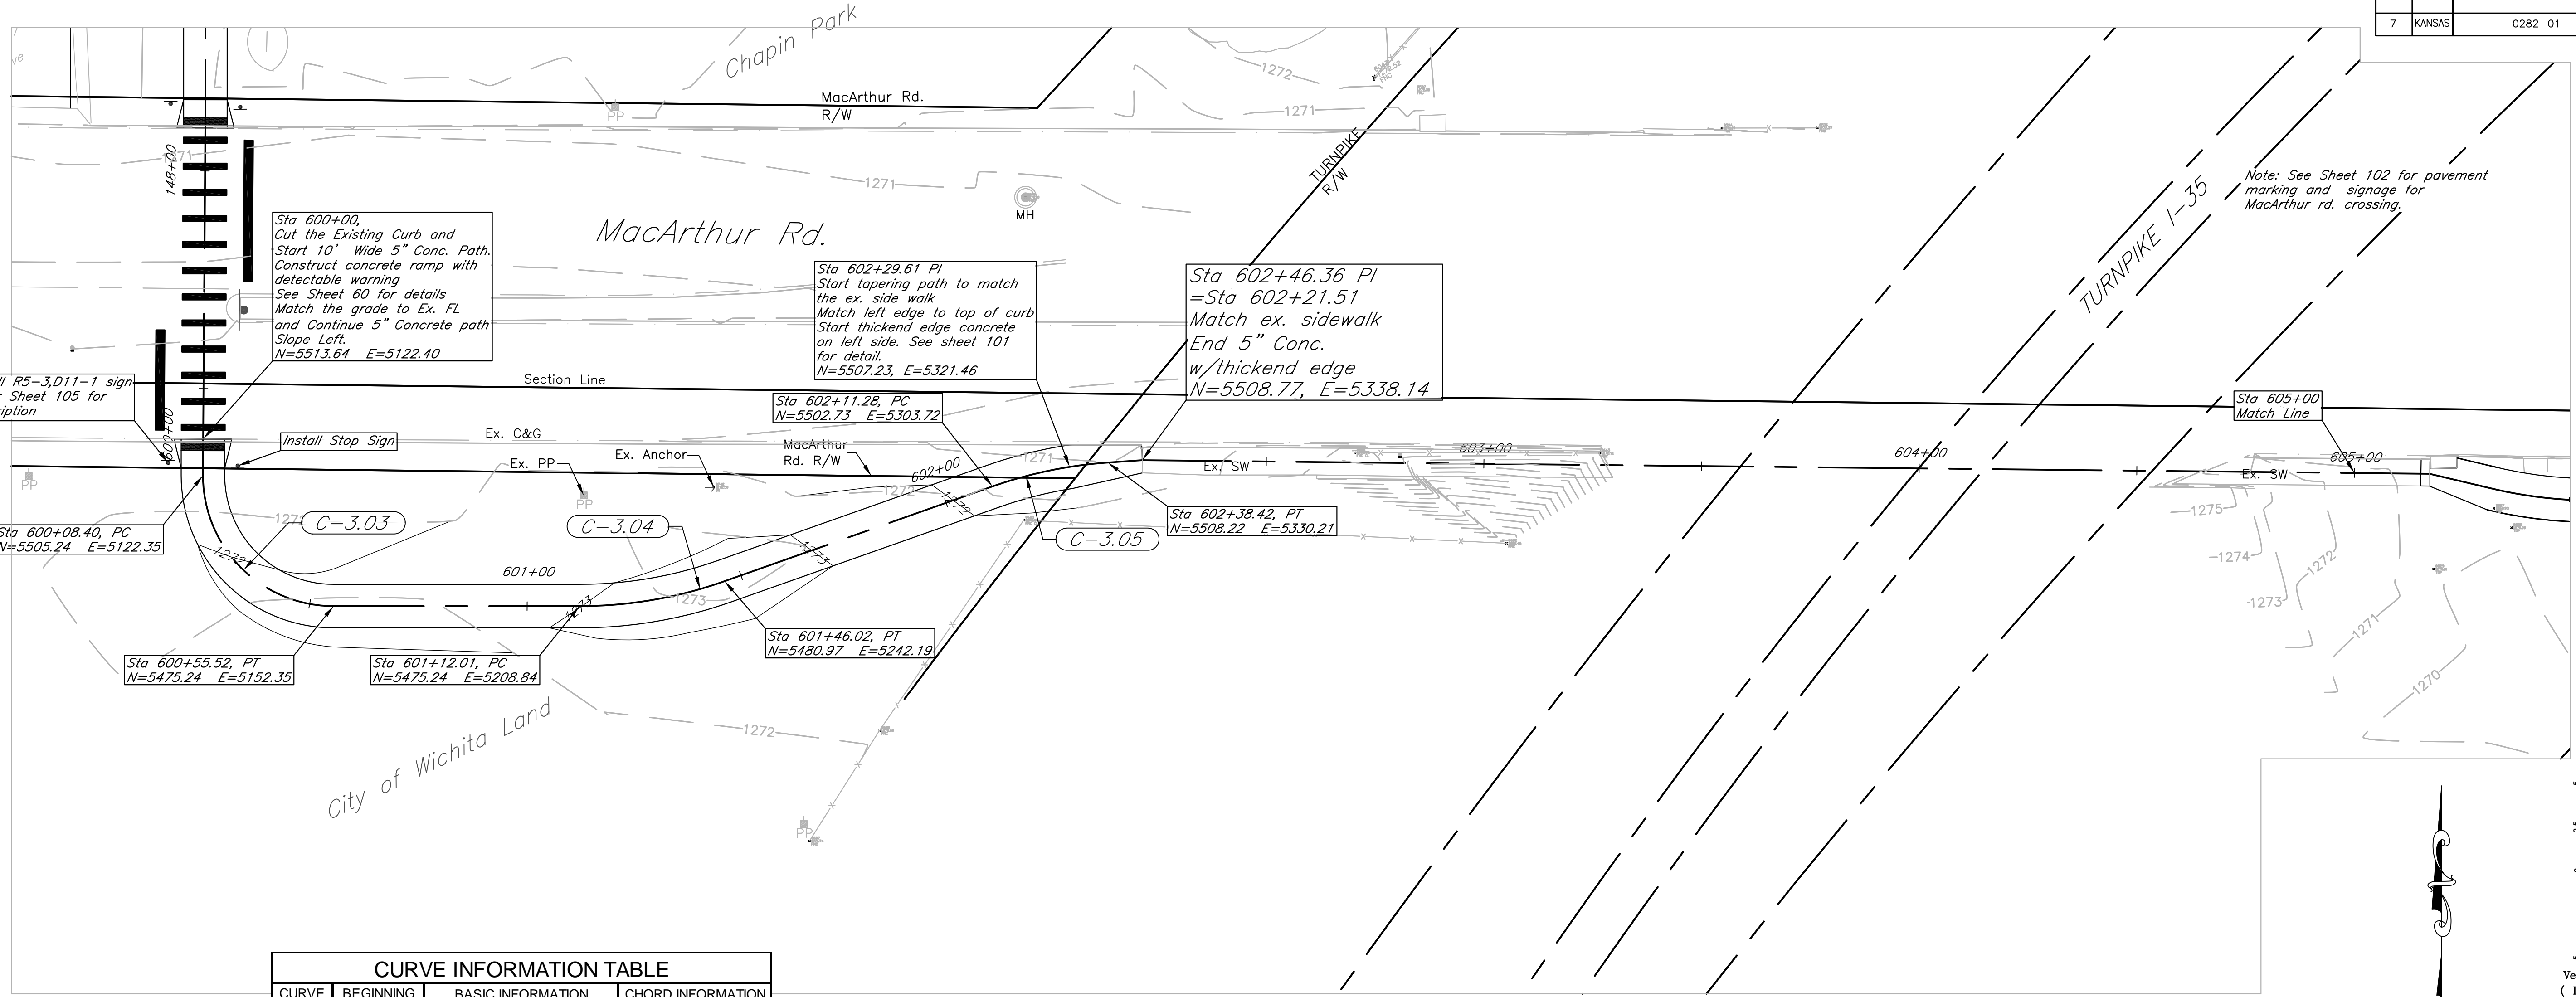 7 KANSAS 0282-01
Chapin Park
MacArthur Rd.
R/W
PP
1272
1271
1271
1271
148+00
MH
TURNPIKE
R/W
MacArthur Rd.
TURNPIKE I-35
Note: See Sheet 102 for pavement
marking and signage for
MacArthur rd. crossing.
Sta 600+00,
Cut the Existing Curb and
Start 10' Wide 5" Conc. Path.
Construct concrete ramp with
detectable warning
See Sheet 60 for details
Match the grade to Ex. FL
and Continue 5" Concrete path
Slope Left.
N=5513.64 E=5122.40
Sta 602+29.61 PI
Start tapering path to match
the ex. side walk
Match left edge to top of curb
Start thickend edge concrete
on left side. See sheet 101
for detail.
N=5507.23, E=5321.46
Sta 602+46.36 PI
=Sta 602+21.51
Match ex. sidewalk
End 5" Conc.
w/thickend edge
N=5508.77, E=5338.14
R5-3,D11-1 sign
Sheet 105 for
Section Line
Sta 602+11.28, PC
N=5502.73 E=5303.72
Sta 605+00
Match Line
600+00
Install Stop Sign
Ex. C&G
MacArthur
Rd. R/W
Ex. PP
Ex. Anchor
PP
PP
1271
602+00
1272
1272
Ex. SW
603+00
604+00
605+00
Ex. SW
Sta 602+38.42, PT
N=5508.22 E=5330.21
Sta 600+08.40, PC
N=5505.24 E=5122.35
C-3.03
C-3.04
C-3.05
1272
601+00
1273
1273
1273
1275
1274
1272
1273
1271
1270
Sta 601+46.02, PT
N=5480.97 E=5242.19
Sta 600+55.52, PT
N=5475.24 E=5152.35
Sta 601+12.01, PC
N=5475.24 E=5208.84
City of Wichita Land
1272
PP
CURVE INFORMATION TABLE
CURVE BEGINNING BASIC INFORMATION CHORD INFORMATION